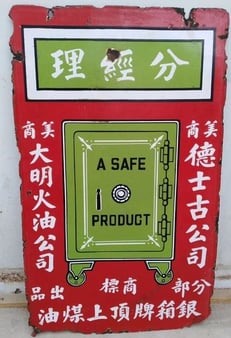 分經理
美商
德士古公司
美商
大明火油公司
A SAFE
PRODUCT
分部 商標 出品
銀箱牌頂上煤油